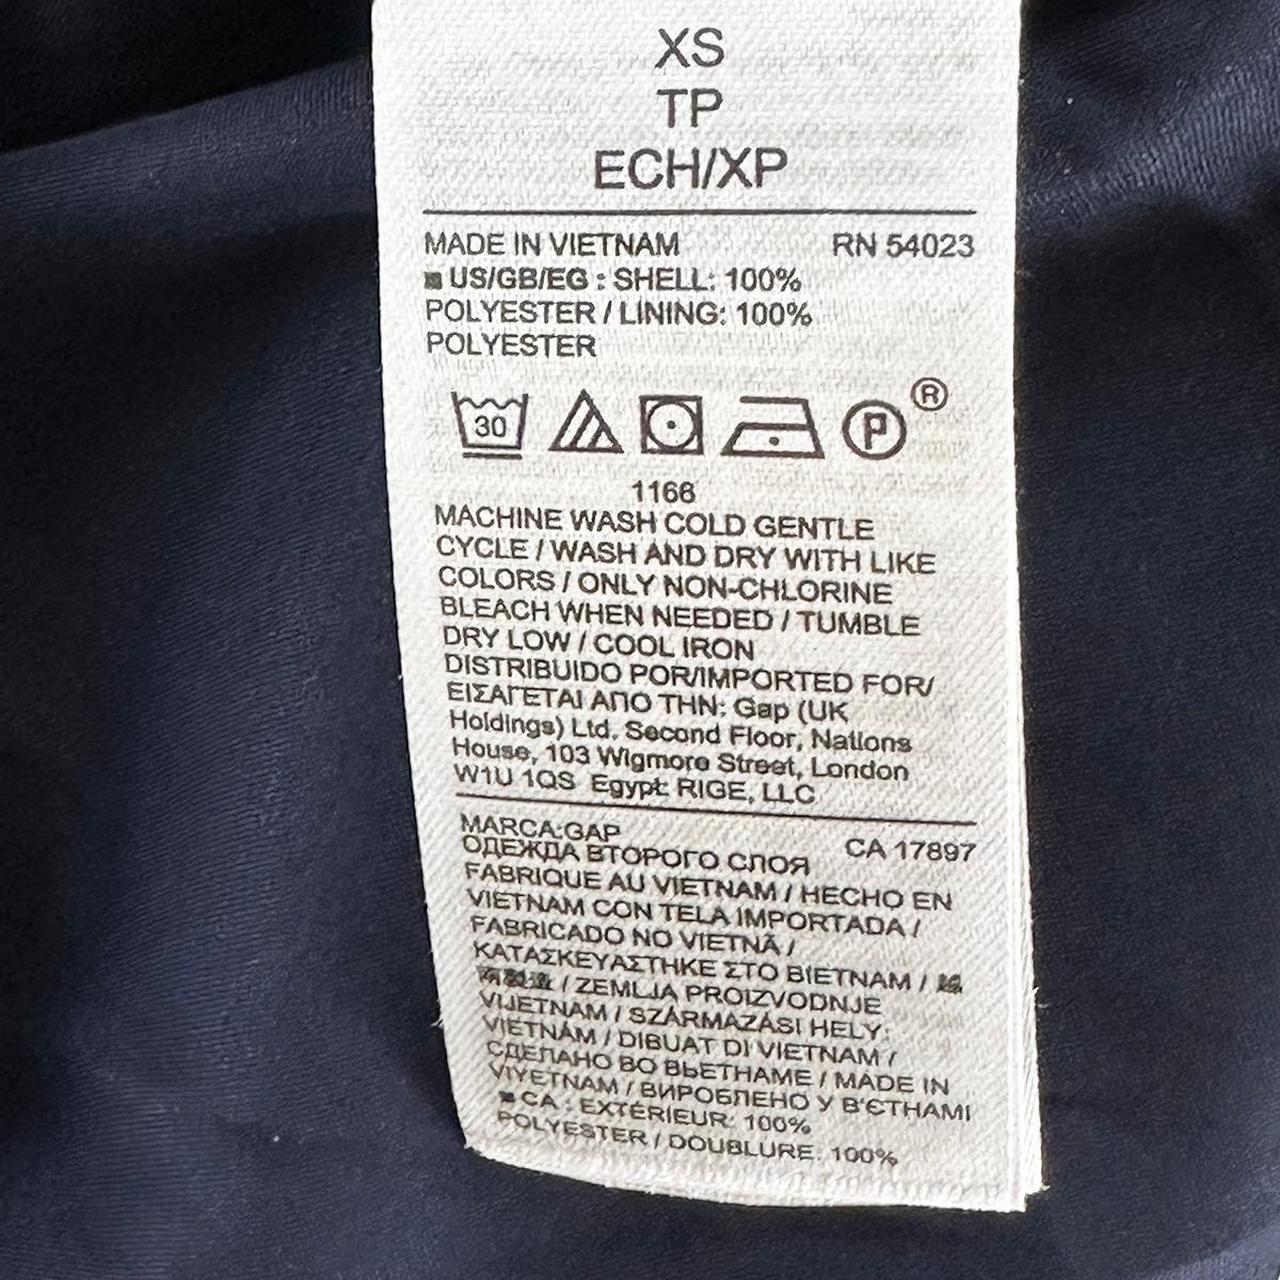 XS
TP
ECH/XP
MADE IN VIETNAM RN 54023
US/GB/EG : SHELL: 100%
POLYESTER / LINING: 100%
POLYESTER
30 P ®
1166
MACHINE WASH COLD GENTLE
CYCLE / WASH AND DRY WITH LIKE
COLORS / ONLY NON-CHLORINE
BLEACH WHEN NEEDED / TUMBLE
DRY LOW / COOL IRON
DISTRIBUIDO POR/IMPORTED FOR/
ΕΙΣΑΓΕΤΑΙ ΑΠΟ ΤΗΝ: Gap (UK
Holdings) Ltd. Second Floor, Nations
House, 103 Wigmore Street, London
W1U 1QS Egypt: RIGE, LLC
MARCA:GAP CA 17897
ОДЕЖДА ВТОРОГО СЛОЯ
FABRIQUE AU VIETNAM / HECHO EN
VIETNAM CON TELA IMPORTADA /
FABRICADO NO VIETNÃ /
ΚΑΤΑΣΚΕΥΑΣΤΗΚΕ ΣΤΟ ΒΙΕΤΝΑΜ / 越
南製造 / ZEMLJA PROIZVODNJE
VIJETNAM / SZÁRMAZÁSI HELY:
VIETNÁM / DIBUAT DI VIETNAM /
СДЕЛАНО ВО ВЬЕТНАМЕ / MADE IN
VIYETNAM / ВИРОБЛЕНО У В'ЄТНАМІ
CA : EXTÉRIEUR: 100%
POLYESTER / DOUBLURE: 100%